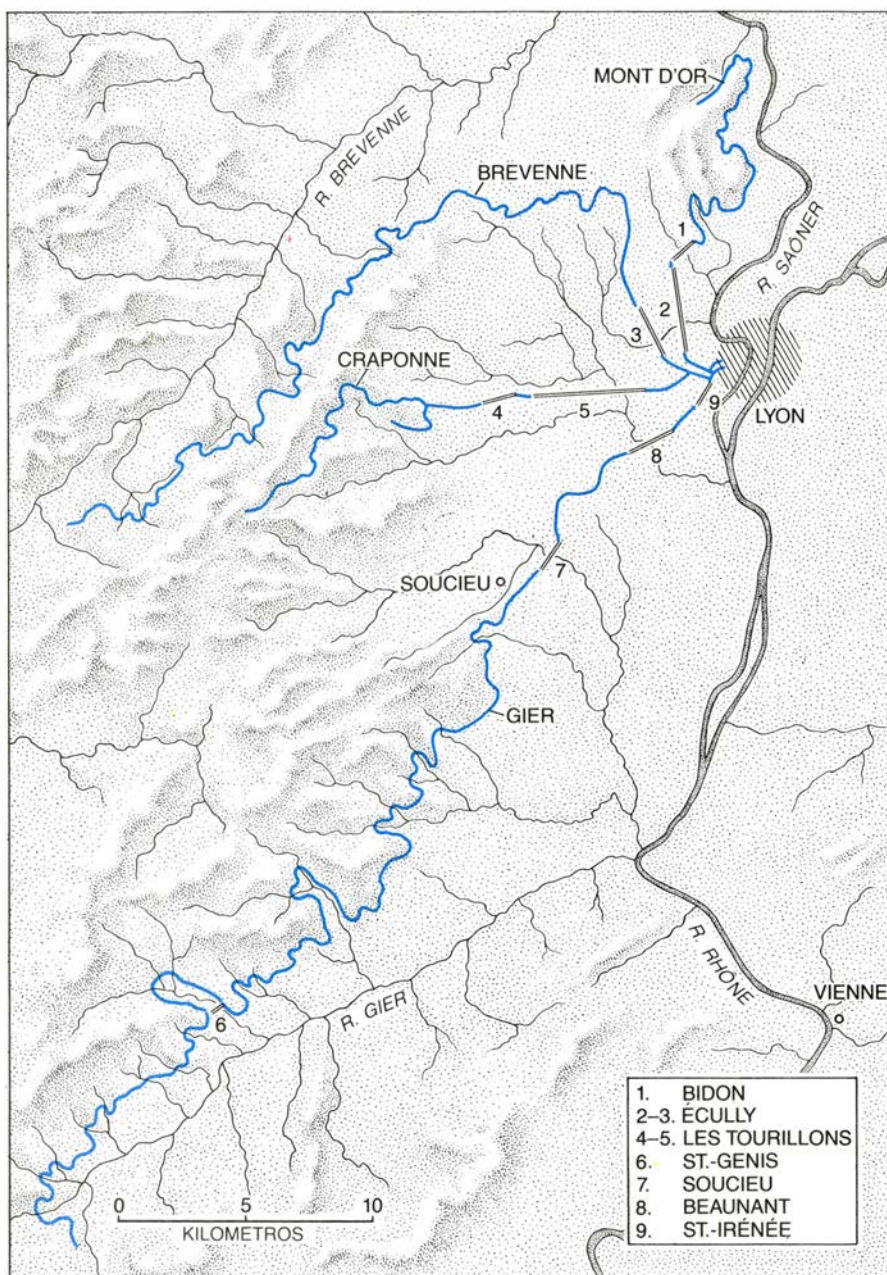 MONT D'OR
R. BREVENNE
BREVENNE
1
R. SAÔNER
2
3
CRAPONNE
4
5
9
LYON
8
SOUCIEU
7
GIER
R. RHÔNE
6
R. GIER
VIENNE
1. BIDON
2–3. ÉCULLY
4–5. LES TOURILLONS
6. ST.-GENIS
7. SOUCIEU
8. BEAUNANT
9. ST.-IRÉNÉE
0 5 10
KILOMETROS